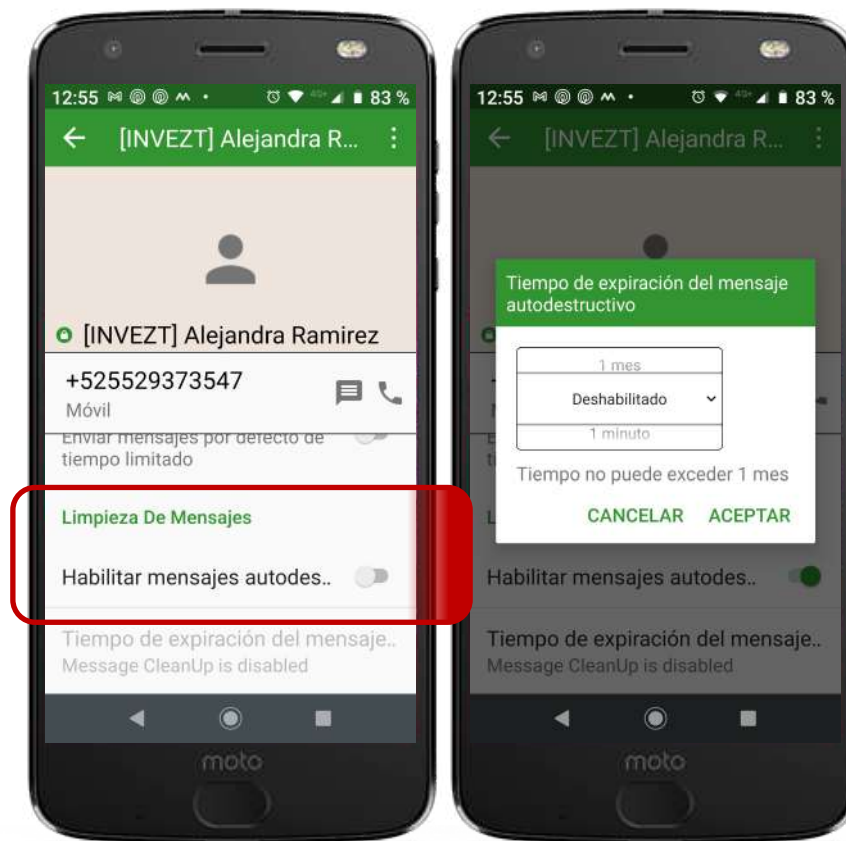 12:55 83 %
[INVEZT] Alejandra R...
[INVEZT] Alejandra Ramirez
+525529373547
Móvil
Enviar mensajes por defecto de
tiempo limitado
Limpieza De Mensajes
Habilitar mensajes autodes..
Tiempo de expiración del mensaje..
Message CleanUp is disabled
moto
12:55 4G+ 83 %
[INVEZT] Alejandra R...
Tiempo de expiración del mensaje
autodestructivo
1 mes
Deshabilitado
1 minuto
Tiempo no puede exceder 1 mes
CANCELAR ACEPTAR
Habilitar mensajes autodes..
Tiempo de expiración del mensaje..
Message CleanUp is disabled
moto